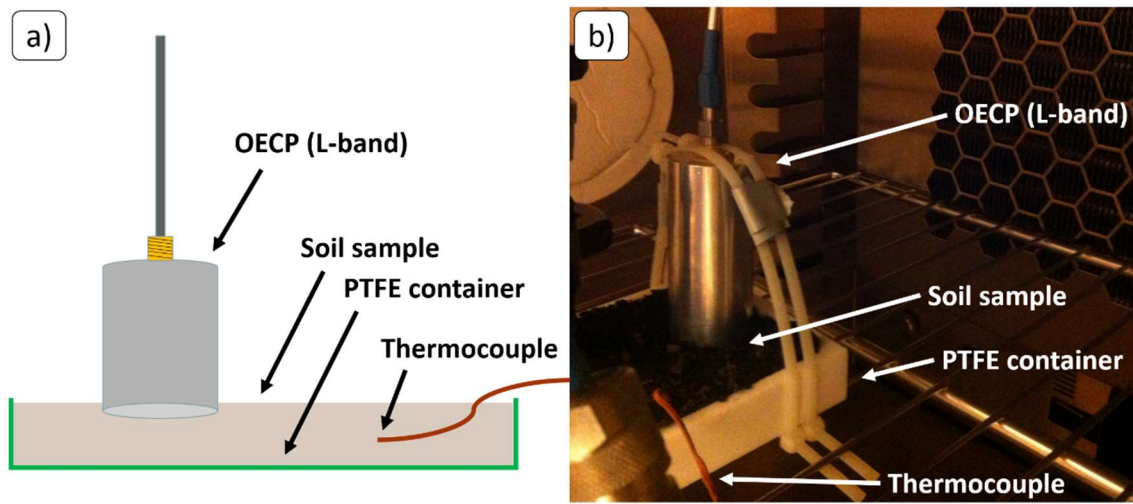 a)
OECP (L-band)
Soil sample
PTFE container
Thermocouple
b)
OECP (L-band)
Soil sample
PTFE container
Thermocouple